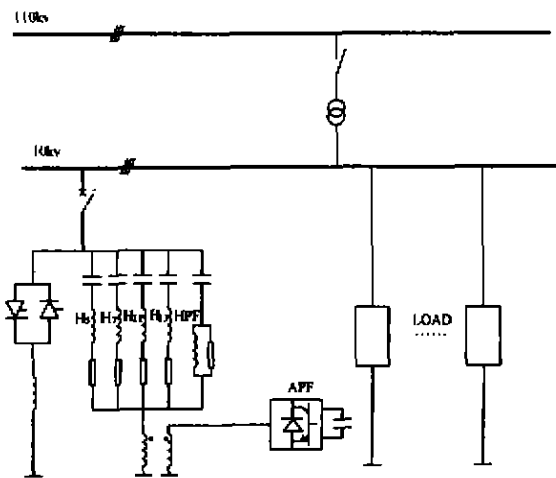 110kv
10kv
H5 H7 H11 H13 HPF
LOAD
......
APF